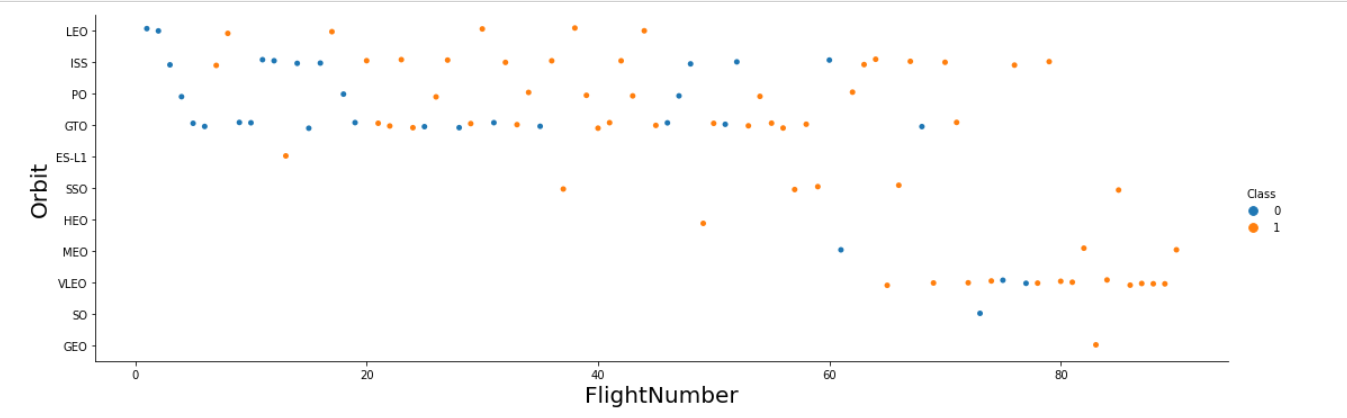 LEO
ISS
PO
GTO
ES-L1
SSO
HEO
MEO
VLEO
SO
GEO
Orbit
0 20 40 60 80
FlightNumber
Class
0
1